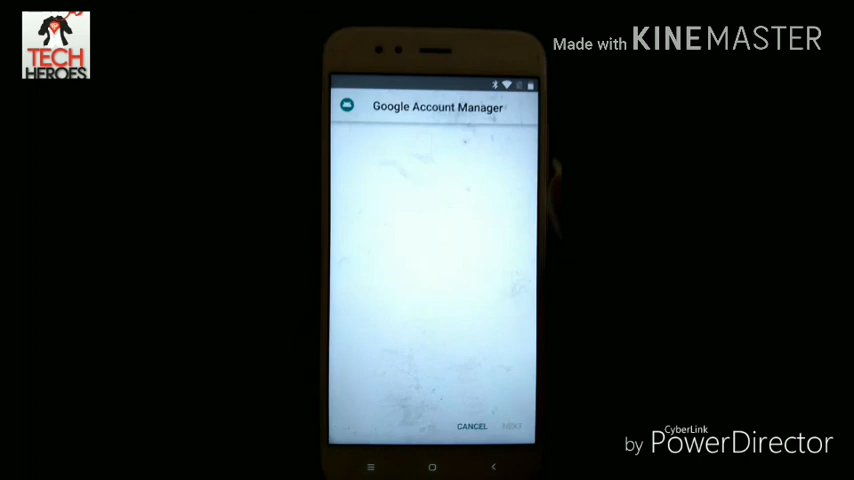 TECH
HEROES
Made with KINEMASTER
Google Account Manager
CANCEL
NEXT
CyberLink
by PowerDirector